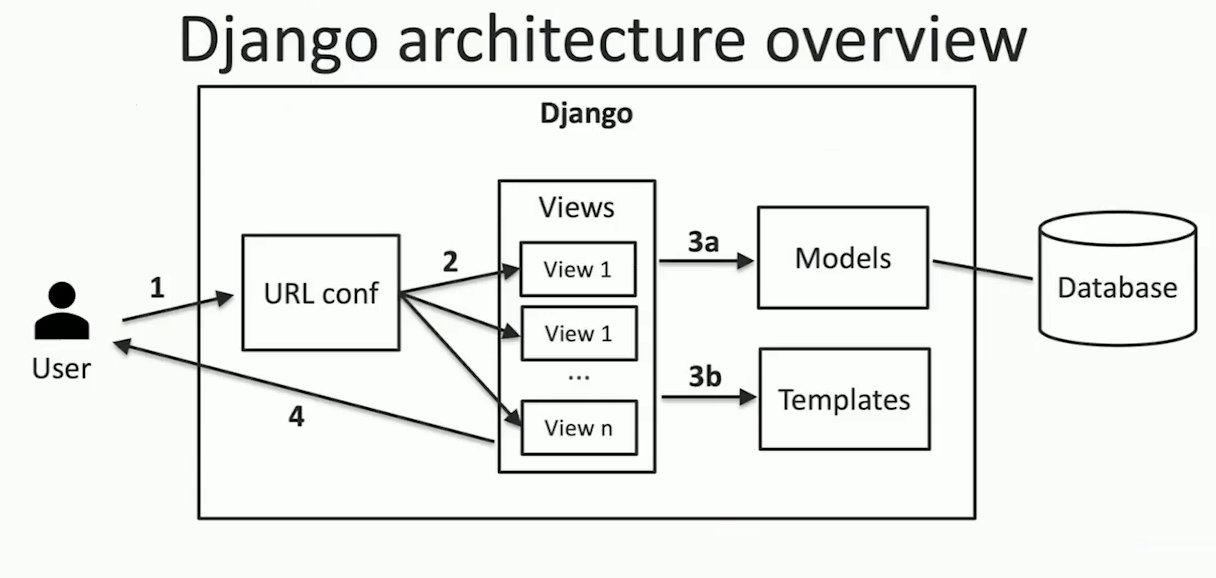 Django architecture overview
Django
Views
View 1
View 1
...
View n
URL conf
Models
Templates
Database
User
1
2
3a
3b
4